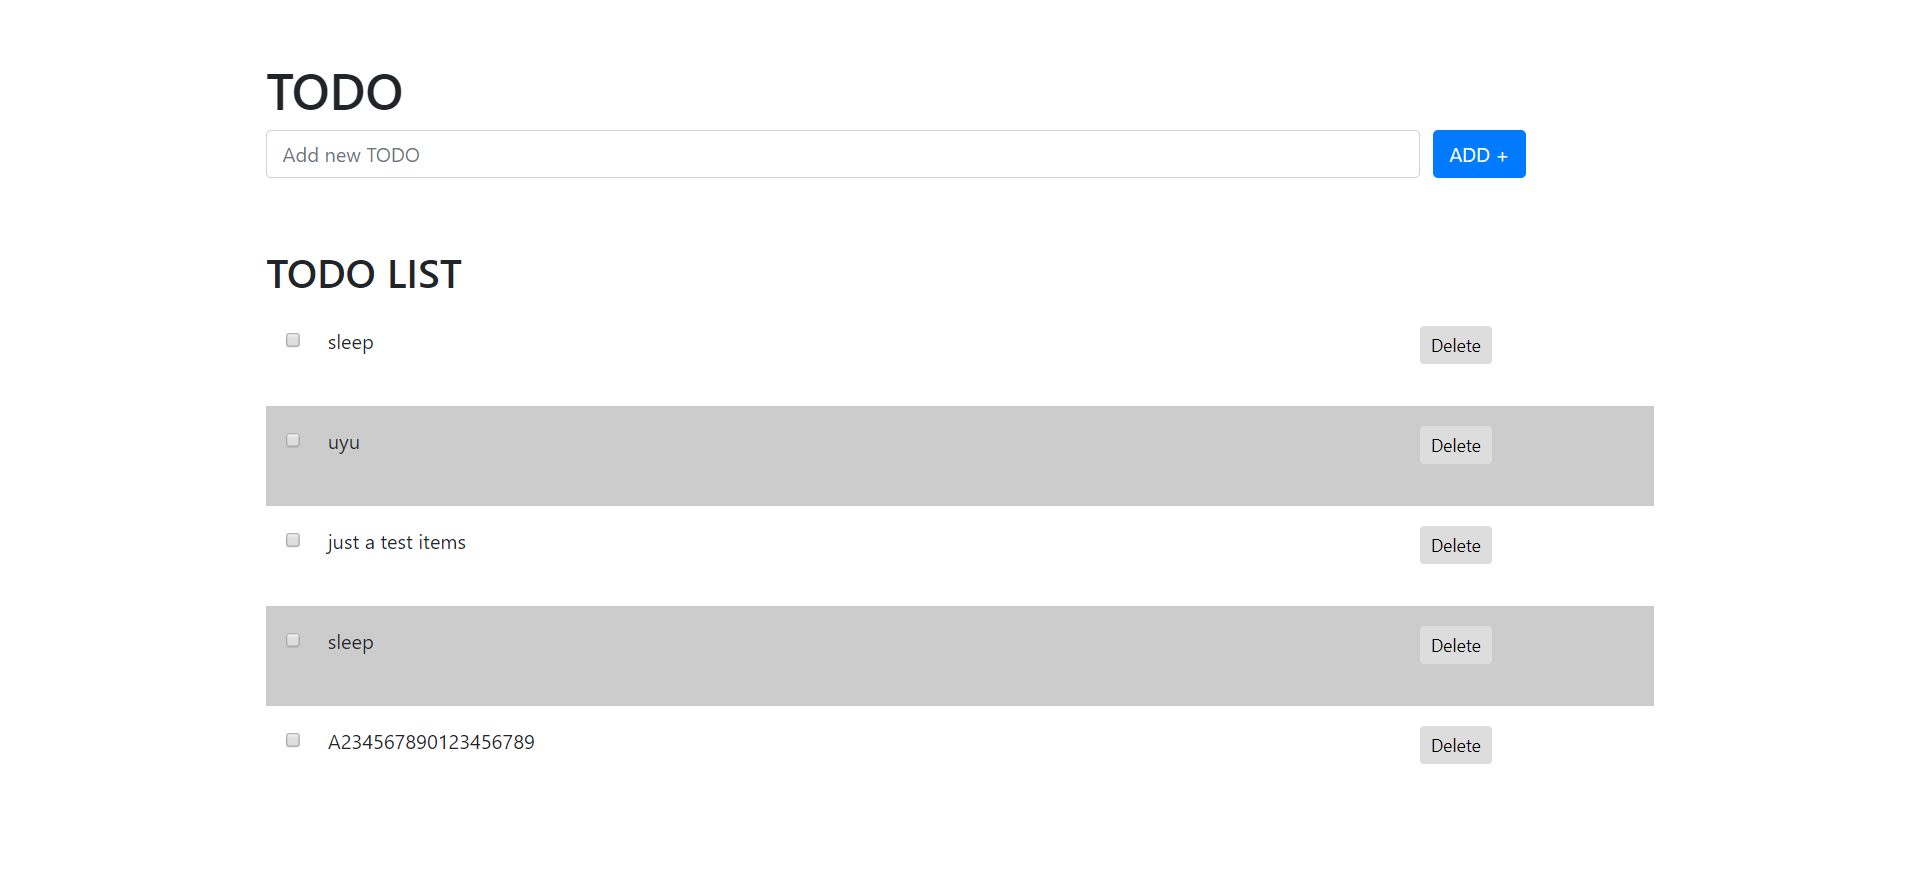 TODO
Add new TODO
ADD +
TODO LIST
sleep
Delete
uyu
Delete
just a test items
Delete
sleep
Delete
A234567890123456789
Delete